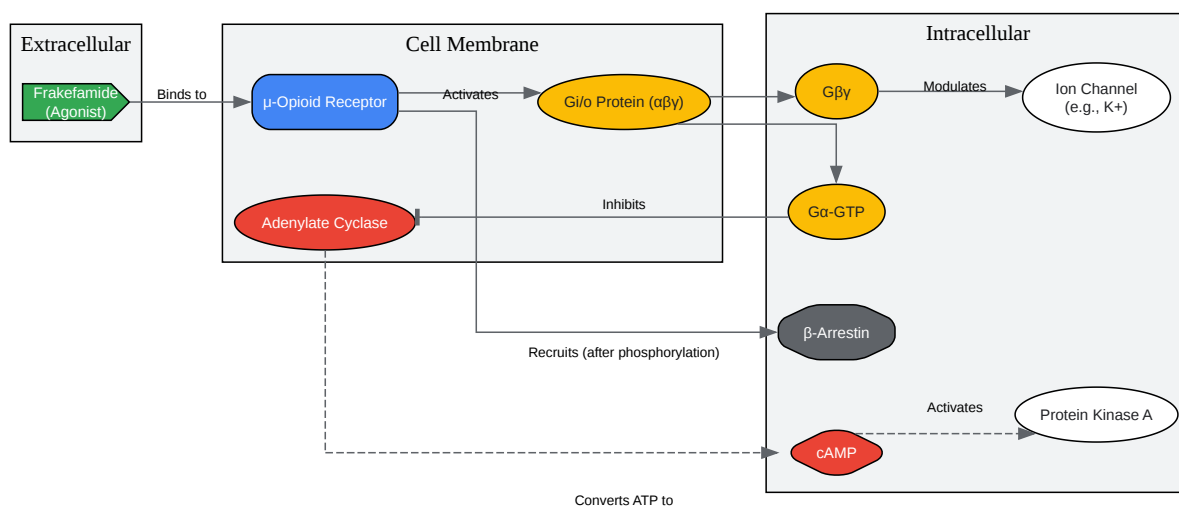 Extracellular
Cell Membrane
Intracellular
Frakefamide
(Agonist)
Binds to
μ-Opioid Receptor
Activates
Gi/o Protein (αβγ)
Gβγ
Modulates
Ion Channel
(e.g., K+)
Adenylate Cyclase
Inhibits
Gα-GTP
β-Arrestin
Recruits (after phosphorylation)
Activates
Protein Kinase A
cAMP
Converts ATP to